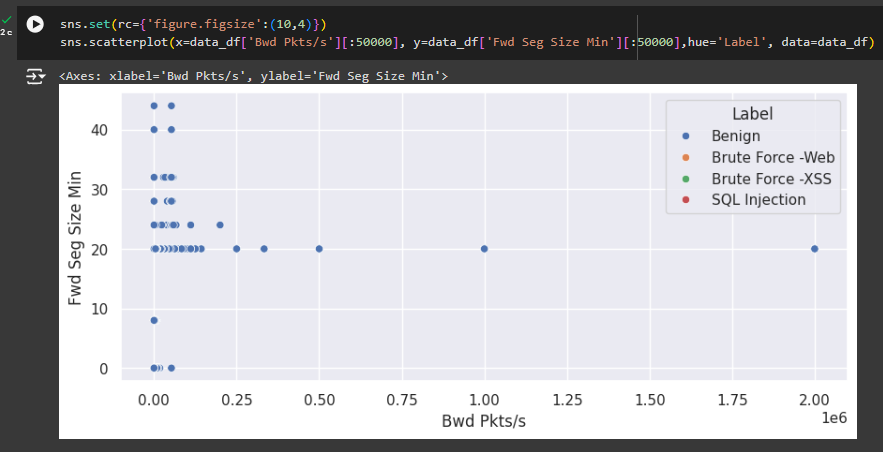 sns.set(rc={'figure.figsize':(10,4)})
sns.scatterplot(x=data_df['Bwd Pkts/s'][:50000], y=data_df['Fwd Seg Size Min'][:50000],hue='Label', data=data_df)
2c
<Axes: xlabel='Bwd Pkts/s', ylabel='Fwd Seg Size Min'>
Label
Benign
Brute Force -Web
Brute Force -XSS
SQL Injection
Fwd Seg Size Min
40
30
20
10
0
0.00 0.25 0.50 0.75 1.00 1.25 1.50 1.75 2.00
1e6
Bwd Pkts/s